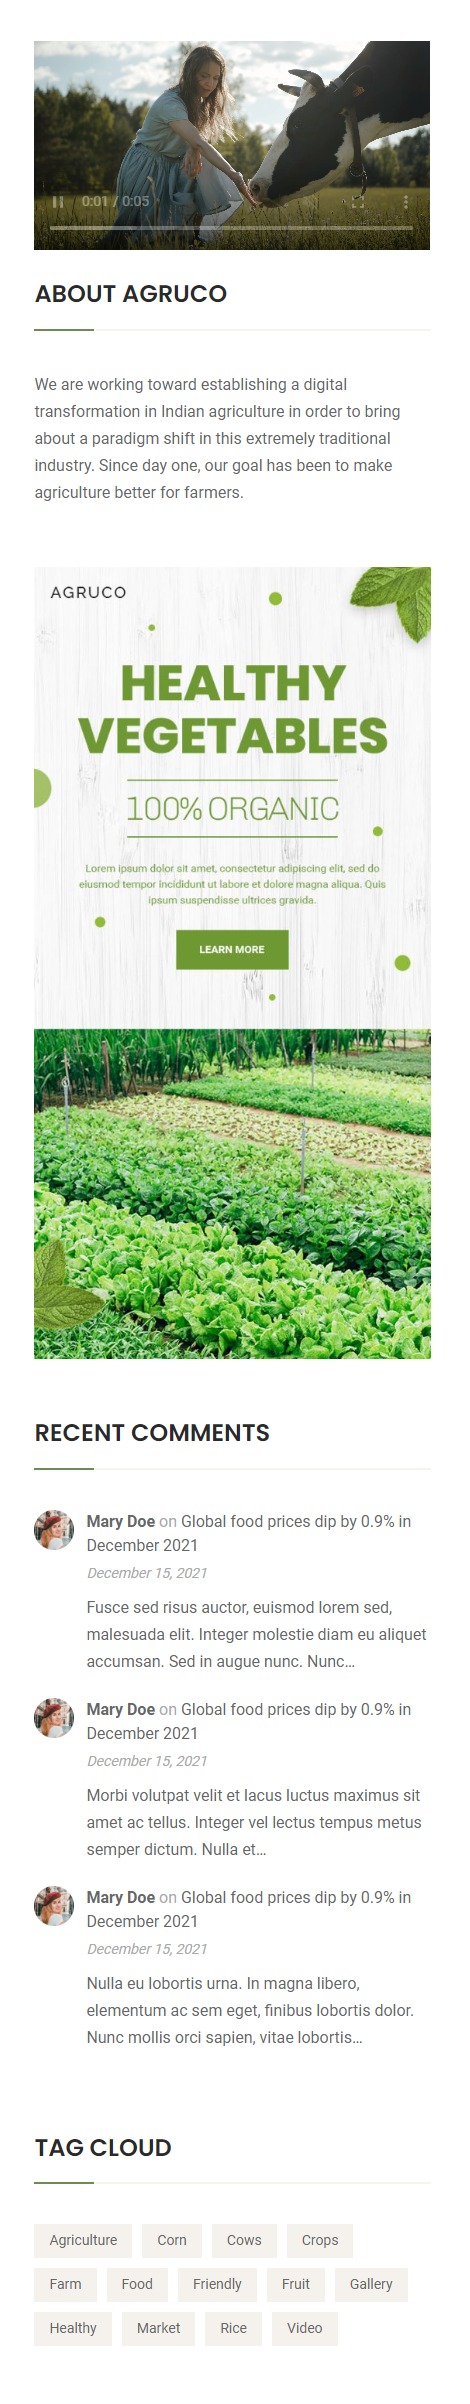 0:01 / 0:05
ABOUT AGRUCO
We are working toward establishing a digital
transformation in Indian agriculture in order to bring
about a paradigm shift in this extremely traditional
industry. Since day one, our goal has been to make
agriculture better for farmers.
AGRUCO
HEALTHY
VEGETABLES
100% ORGANIC
Lorem ipsum dolor sit amet, consectetur adipiscing elit, sed do
eiusmod tempor incididunt ut labore et dolore magna aliqua. Quis
ipsum suspendisse ultrices gravida.
LEARN MORE
RECENT COMMENTS
Mary Doe on Global food prices dip by 0.9% in
December 2021
December 15, 2021
Fusce sed risus auctor, euismod lorem sed,
malesuada elit. Integer molestie diam eu aliquet
accumsan. Sed in augue nunc. Nunc…
Mary Doe on Global food prices dip by 0.9% in
December 2021
December 15, 2021
Morbi volutpat velit et lacus luctus maximus sit
amet ac tellus. Integer vel lectus tempus metus
semper dictum. Nulla et…
Mary Doe on Global food prices dip by 0.9% in
December 2021
December 15, 2021
Nulla eu lobortis urna. In magna libero,
elementum ac sem eget, finibus lobortis dolor.
Nunc mollis orci sapien, vitae lobortis…
TAG CLOUD
Agriculture Corn Cows Crops
Farm Food Friendly Fruit Gallery
Healthy Market Rice Video